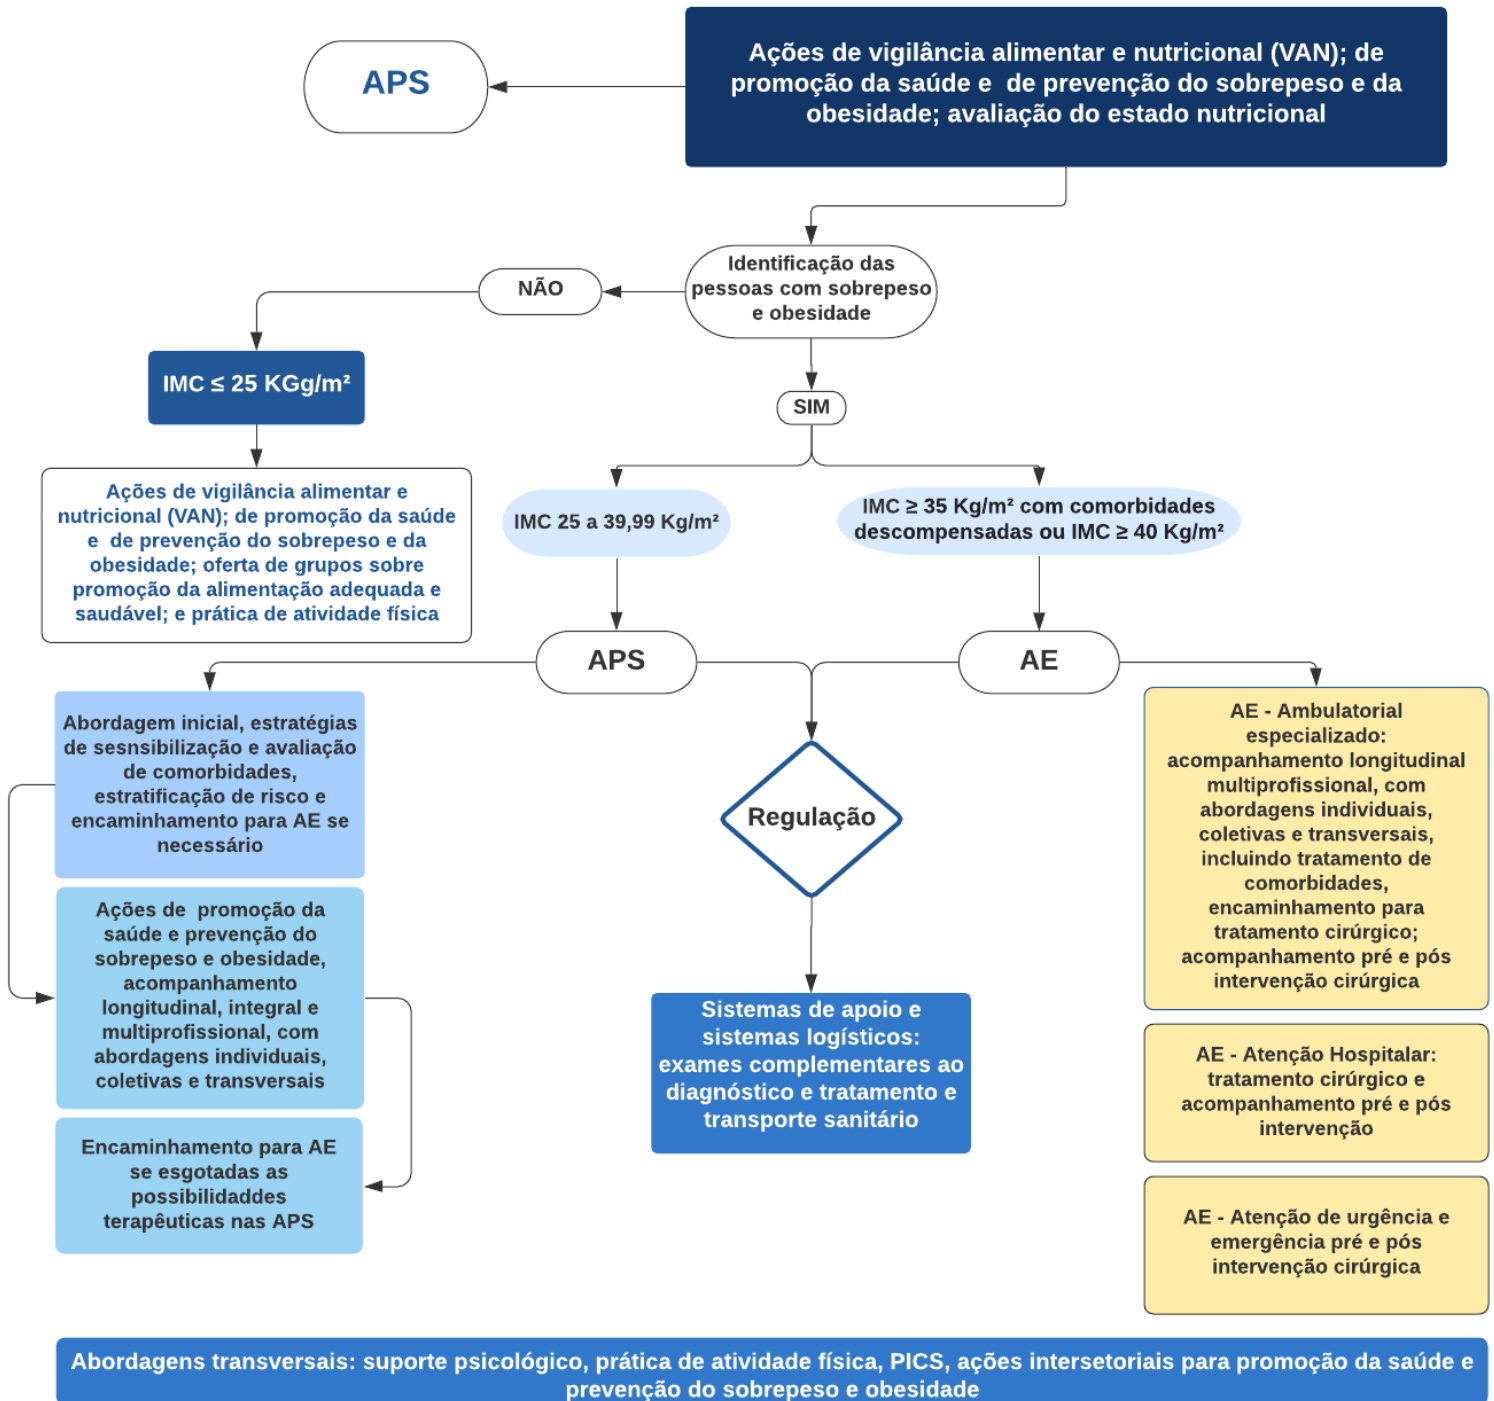 APS
Ações de vigilância alimentar e nutricional (VAN); de
promoção da saúde e  de prevenção do sobrepeso e da
obesidade; avaliação do estado nutricional
Identificação das
pessoas com sobrepeso
e obesidade
NÃO
IMC ≤ 25 KGg/m²
SIM
Ações de vigilância alimentar e
nutricional (VAN); de promoção da saúde
e  de prevenção do sobrepeso e da
obesidade; oferta de grupos sobre
promoção da alimentação adequada e
saudável; e prática de atividade física
IMC 25 a 39,99 Kg/m²
IMC ≥ 35 Kg/m² com comorbidades
descompensadas ou IMC ≥ 40 Kg/m²
APS
AE
Abordagem inicial, estratégias
de sesnsibilização e avaliação
de comorbidades,
estratificação de risco e
encaminhamento para AE se
necessário
Ações de  promoção da
saúde e prevenção do
sobrepeso e obesidade,
acompanhamento
longitudinal, integral e
multiprofissional, com
abordagens individuais,
coletivas e transversais
Encaminhamento para AE
se esgotadas as
possibilidaddes
terapêuticas nas APS
Regulação
Sistemas de apoio e
sistemas logísticos:
exames complementares ao
diagnóstico e tratamento e
transporte sanitário
AE - Ambulatorial
especializado:
acompanhamento longitudinal
multiprofissional, com
abordagens individuais,
coletivas e transversais,
incluindo tratamento de
comorbidades,
encaminhamento para
tratamento cirúrgico;
acompanhamento pré e pós
intervenção cirúrgica
AE - Atenção Hospitalar:
tratamento cirúrgico e
acompanhamento pré e pós
intervenção
AE - Atenção de urgência e
emergência pré e pós
intervenção cirúrgica
Abordagens transversais: suporte psicológico, prática de atividade física, PICS, ações intersetoriais para promoção da saúde e
prevenção do sobrepeso e obesidade